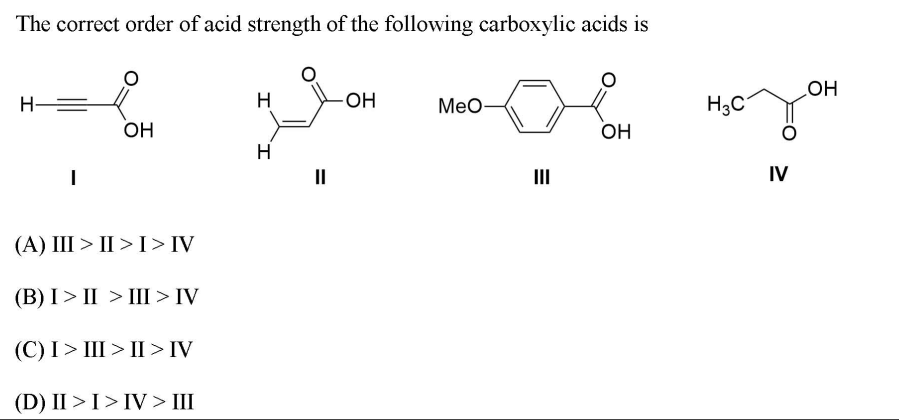 The correct order of acid strength of the following carboxylic acids is
H
O
OH
I
H
H
O
OH
II
MeO
O
OH
III
H₃C
OH
O
IV
(A) III > II > I > IV
(B) I > II > III > IV
(C) I > III > II > IV
(D) II > I > IV > III